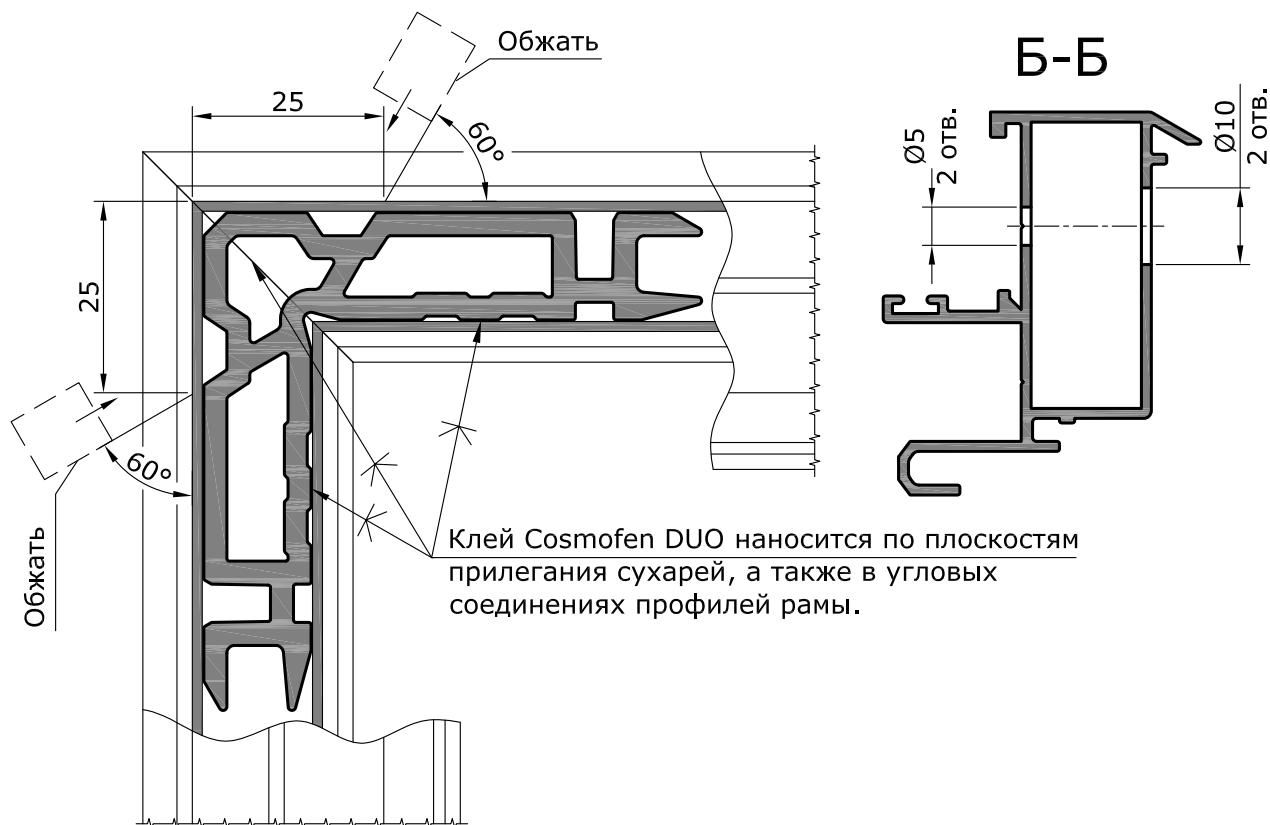 Обжать
25
60°
25
60°
Обжать
Клей Cosmofen DUO наносится по плоскостям
прилегания сухарей, а также в угловых
соединениях профилей рамы.
Б-Б
Ø5
2 отв.
Ø10
2 отв.